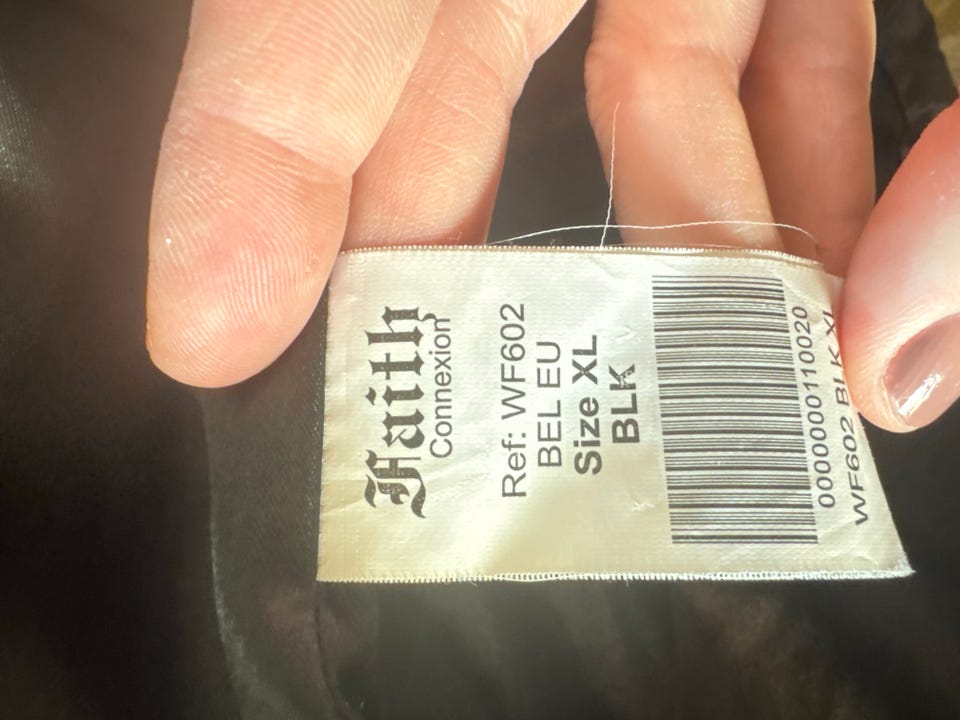 Faith
Connexion
Ref: WF602
BEL EU
Size XL
BLK
0000000110020
WF602 BLK XL